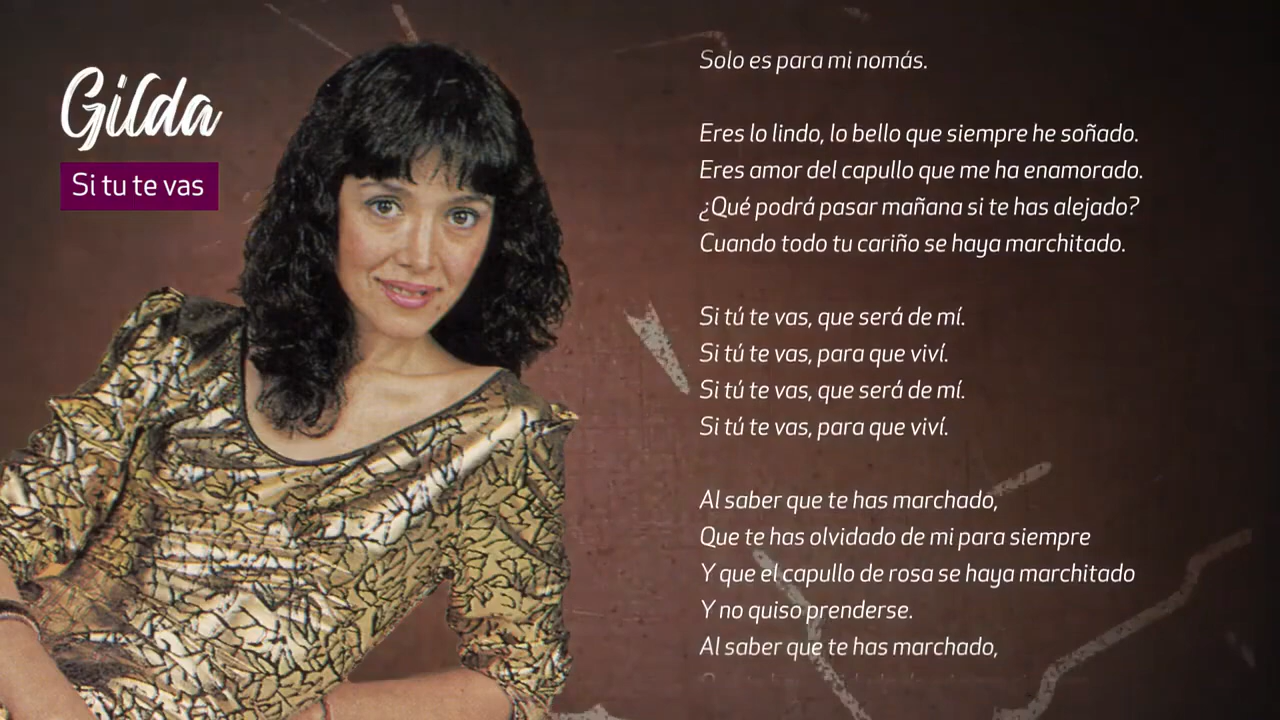 Gilda
Si tu te vas
Solo es para mi nomás.
Eres lo lindo, lo bello que siempre he soñado.
Eres amor del capullo que me ha enamorado.
¿Qué podrá pasar mañana si te has alejado?
Cuando todo tu cariño se haya marchitado.
Si tú te vas, que será de mí.
Si tú te vas, para que viví.
Si tú te vas, que será de mí.
Si tú te vas, para que viví.
Al saber que te has marchado,
Que te has olvidado de mi para siempre
Y que el capullo de rosa se haya marchitado
Y no quiso prenderse.
Al saber que te has marchado,